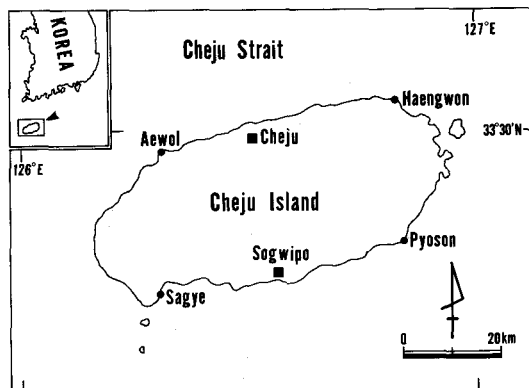 KOREA
127°E
Cheju Strait
Haengwon
33°30'N
Cheju
Aewol
126°E
Cheju Island
Pyoson
Sogwipo
Sagye
0 20km